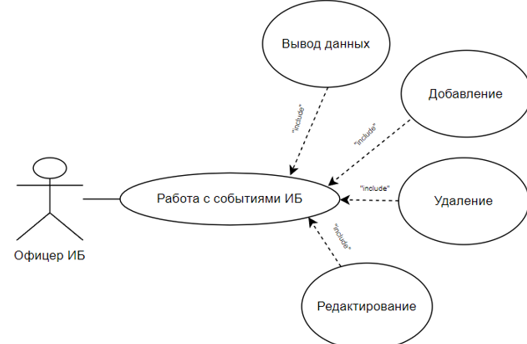 Вывод данных
"include"
Добавление
"include"
Работа с событиями ИБ
"include"
Удаление
Офицер ИБ
"include"
Редактирование